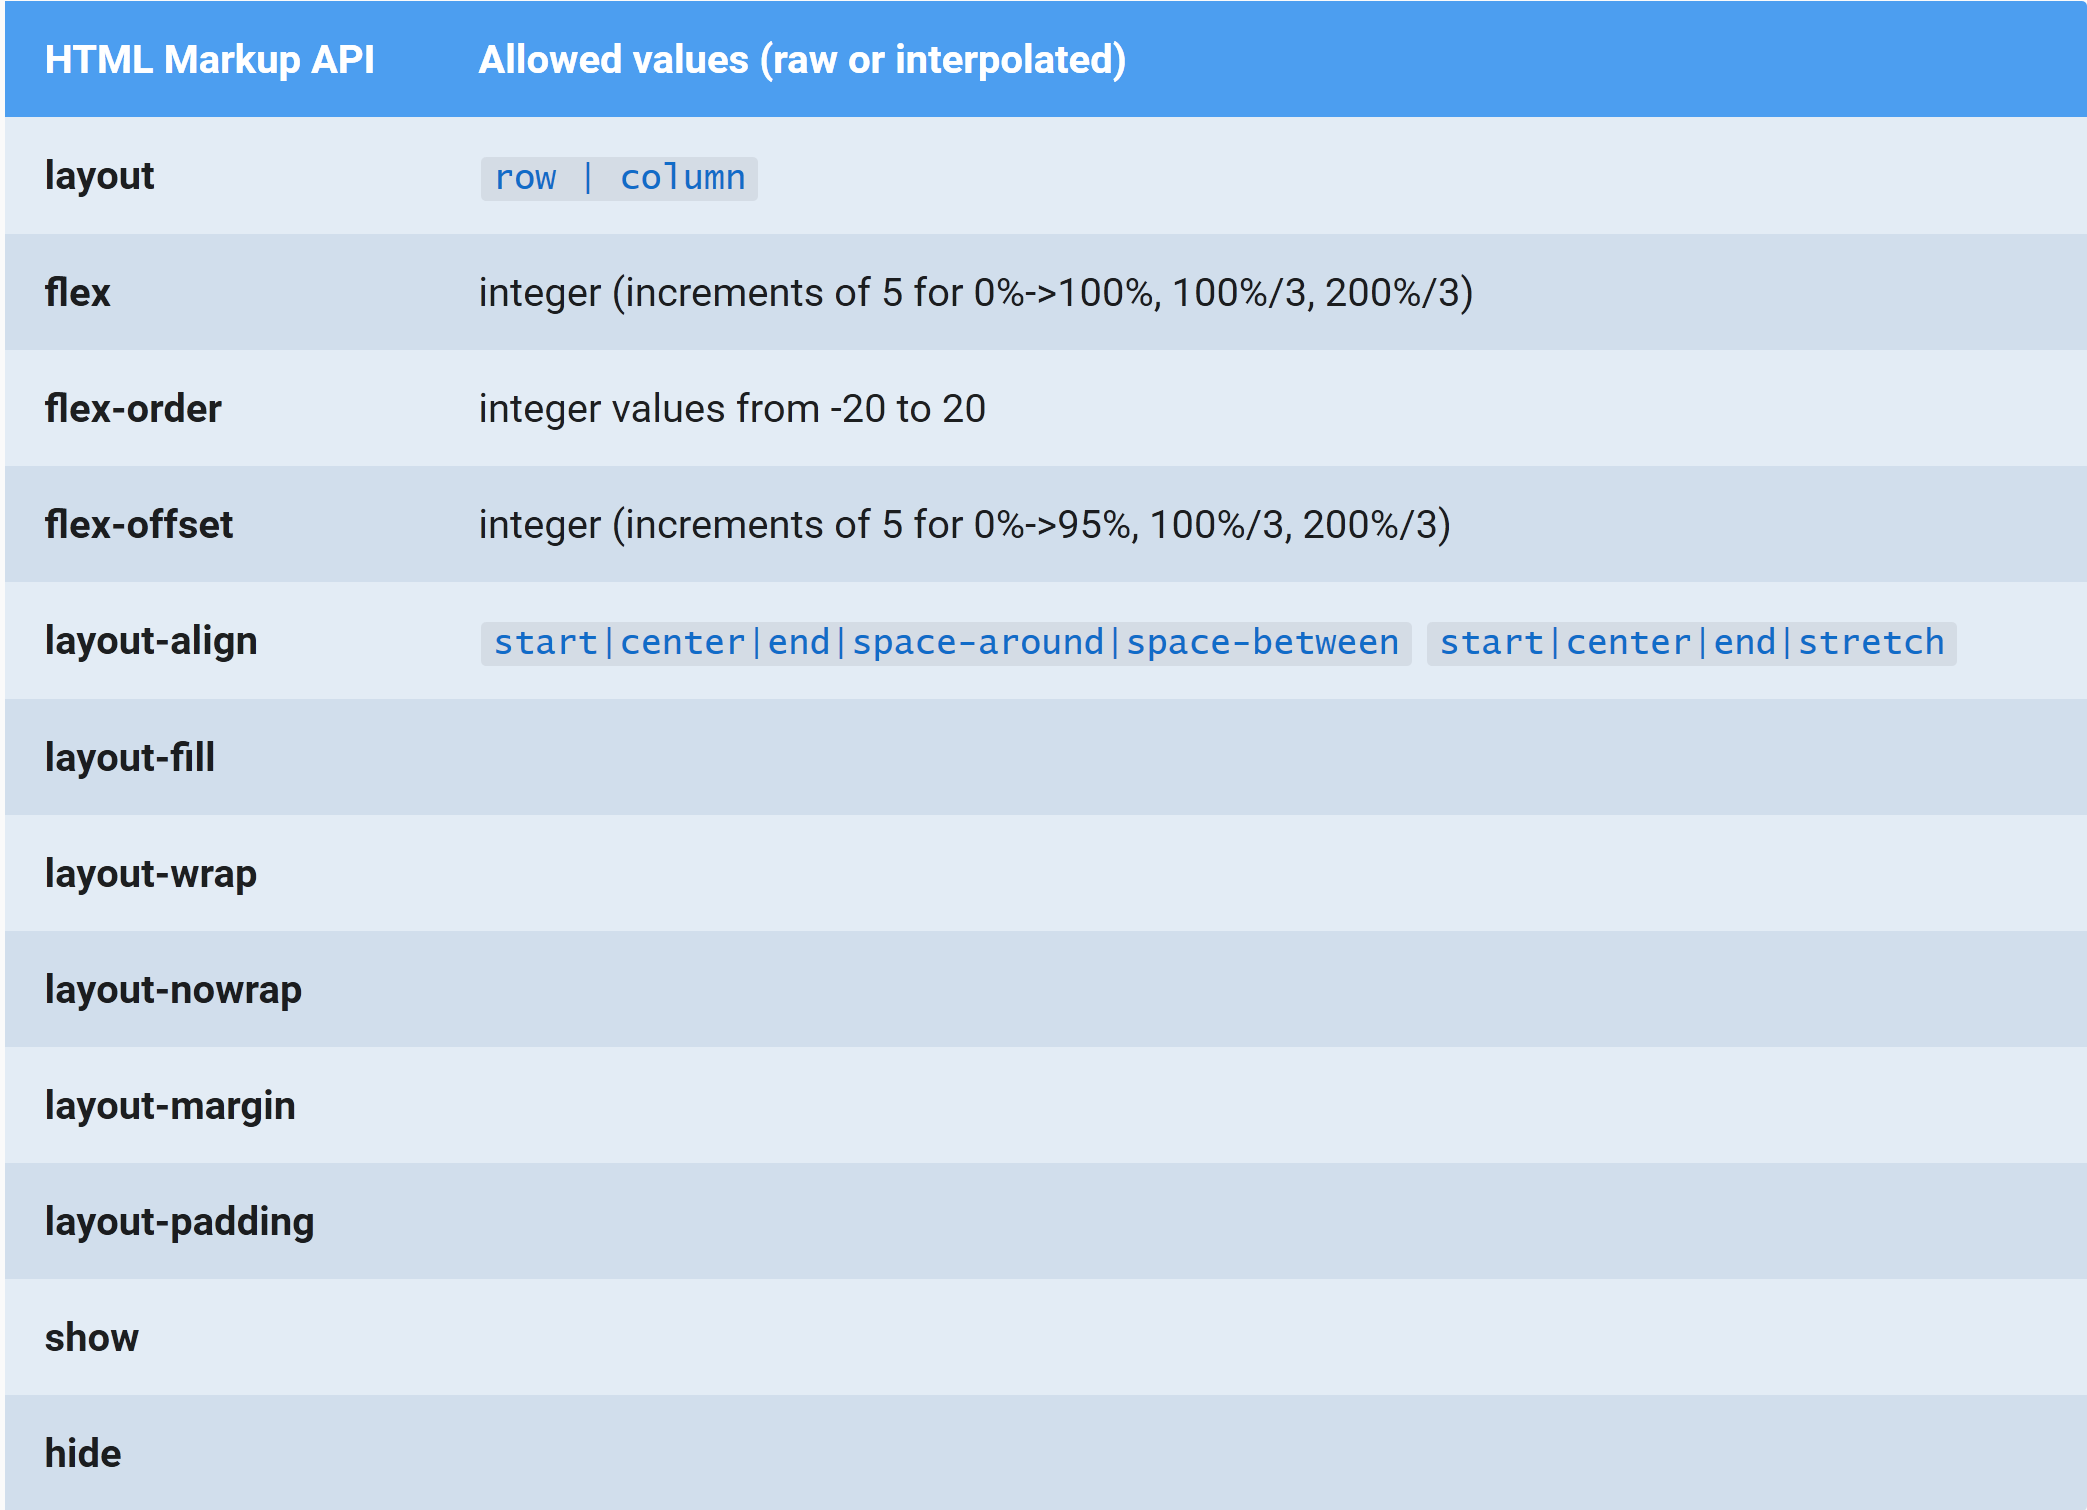 HTML Markup API Allowed values (raw or interpolated)
layout row | column
flex integer (increments of 5 for 0%->100%, 100%/3, 200%/3)
flex-order integer values from -20 to 20
flex-offset integer (increments of 5 for 0%->95%, 100%/3, 200%/3)
layout-align start|center|end|space-around|space-between start|center|end|stretch
layout-fill
layout-wrap
layout-nowrap
layout-margin
layout-padding
show
hide